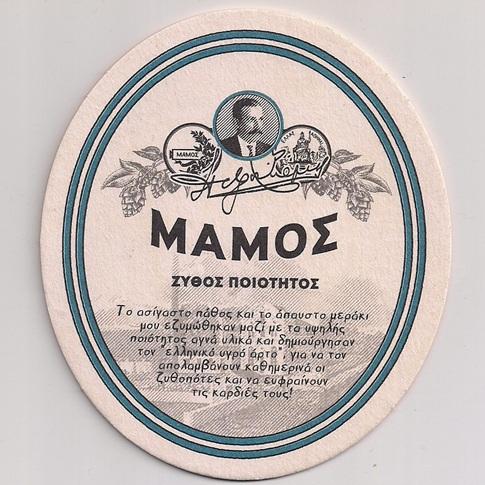 ΜΑΜΟΣ
ΜΑΜΟΣ
ΖΥΘΟΣ ΠΟΙΟΤΗΤΟΣ
Το ασίγαστο πάθος και το άπαυστο μεράκι
μου εζυμώθηκαν μαζί με τα υψηλής
ποιότητος αγνά υλικά και δημιούργησαν
τον "ελληνικό υγρό άρτο", για να τον
απολαμβάνουν καθημερινά οι
ζυθοπότες και να ευφραίνουν
τις καρδιές τους!